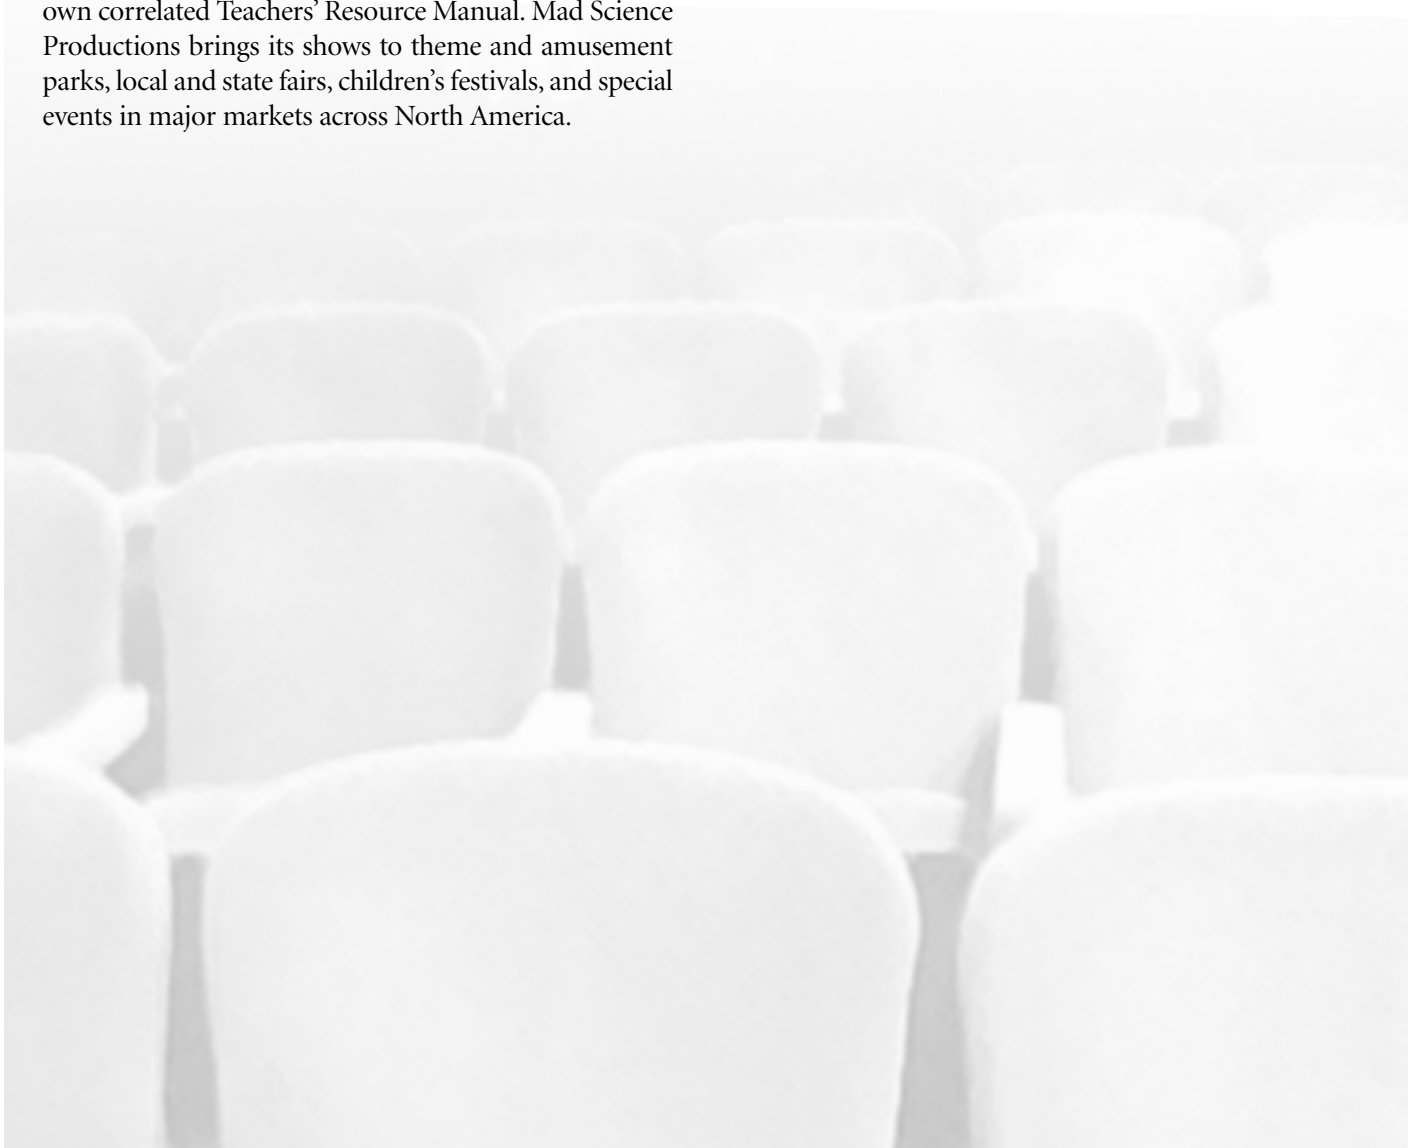 own correlated Teachers’ Resource Manual. Mad Science
Productions brings its shows to theme and amusement
parks, local and state fairs, children’s festivals, and special
events in major markets across North America.